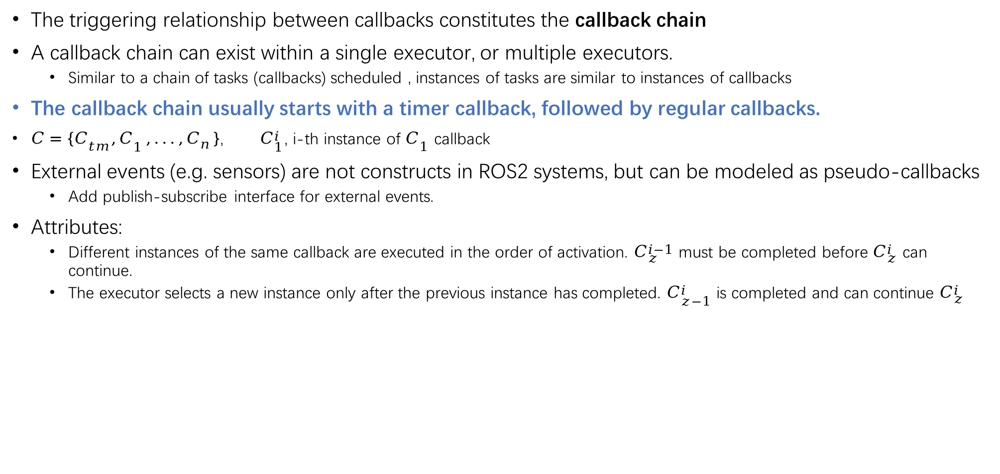 • The triggering relationship between callbacks constitutes the callback chain
• A callback chain can exist within a single executor, or multiple executors.
• Similar to a chain of tasks (callbacks) scheduled , instances of tasks are similar to instances of callbacks
• The callback chain usually starts with a timer callback, followed by regular callbacks.
• $C = \{C_{tm}, C_1, \ldots, C_n\}$, $C_1^i$, i-th instance of $C_1$ callback
• External events (e.g. sensors) are not constructs in ROS2 systems, but can be modeled as pseudo-callbacks
• Add publish-subscribe interface for external events.
• Attributes:
• Different instances of the same callback are executed in the order of activation. $C_z^{i-1}$ must be completed before $C_z^i$ can
continue.
• The executor selects a new instance only after the previous instance has completed. $C_{z-1}^i$ is completed and can continue $C_z^i$